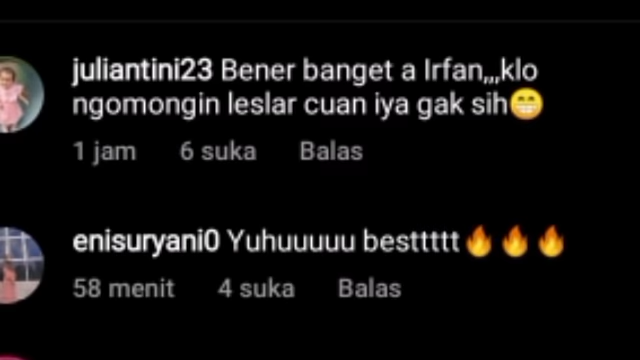 juliantini23 Bener banget a Irfan,,,klo
ngomongin leslar cuan iya gak sih😁
1 jam 6 suka Balas
enisuryani0 Yuhuuuuu besttttt🔥🔥🔥
58 menit 4 suka Balas